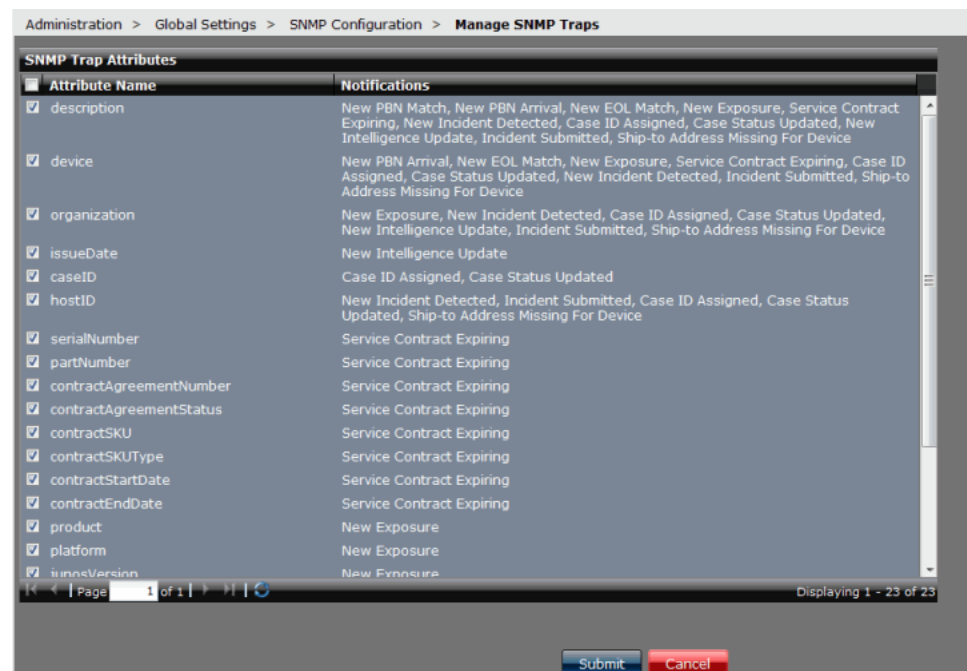 Administration > Global Settings > SNMP Configuration > Manage SNMP Traps
SNMP Trap Attributes
Attribute Name Notifications
description New PBN Match, New PBN Arrival, New EOL Match, New Exposure, Service Contract
Expiring, New Incident Detected, Case ID Assigned, Case Status Updated, New
Intelligence Update, Incident Submitted, Ship-to Address Missing For Device
device New PBN Arrival, New EOL Match, New Exposure, Service Contract Expiring, Case ID
Assigned, Case Status Updated, New Incident Detected, Incident Submitted, Ship-to
Address Missing For Device
organization New Exposure, New Incident Detected, Case ID Assigned, Case Status Updated,
New Intelligence Update, Incident Submitted, Ship-to Address Missing For Device
issueDate New Intelligence Update
caseID Case ID Assigned, Case Status Updated
hostID New Incident Detected, Incident Submitted, Case ID Assigned, Case Status
Updated, Ship-to Address Missing For Device
serialNumber Service Contract Expiring
partNumber Service Contract Expiring
contractAgreementNumber Service Contract Expiring
contractAgreementStatus Service Contract Expiring
contractSKU Service Contract Expiring
contractSKUType Service Contract Expiring
contractStartDate Service Contract Expiring
contractEndDate Service Contract Expiring
product New Exposure
platform New Exposure
junosVersion New Exposure
Page 1 of 1 Displaying 1 - 23 of 23
Submit Cancel